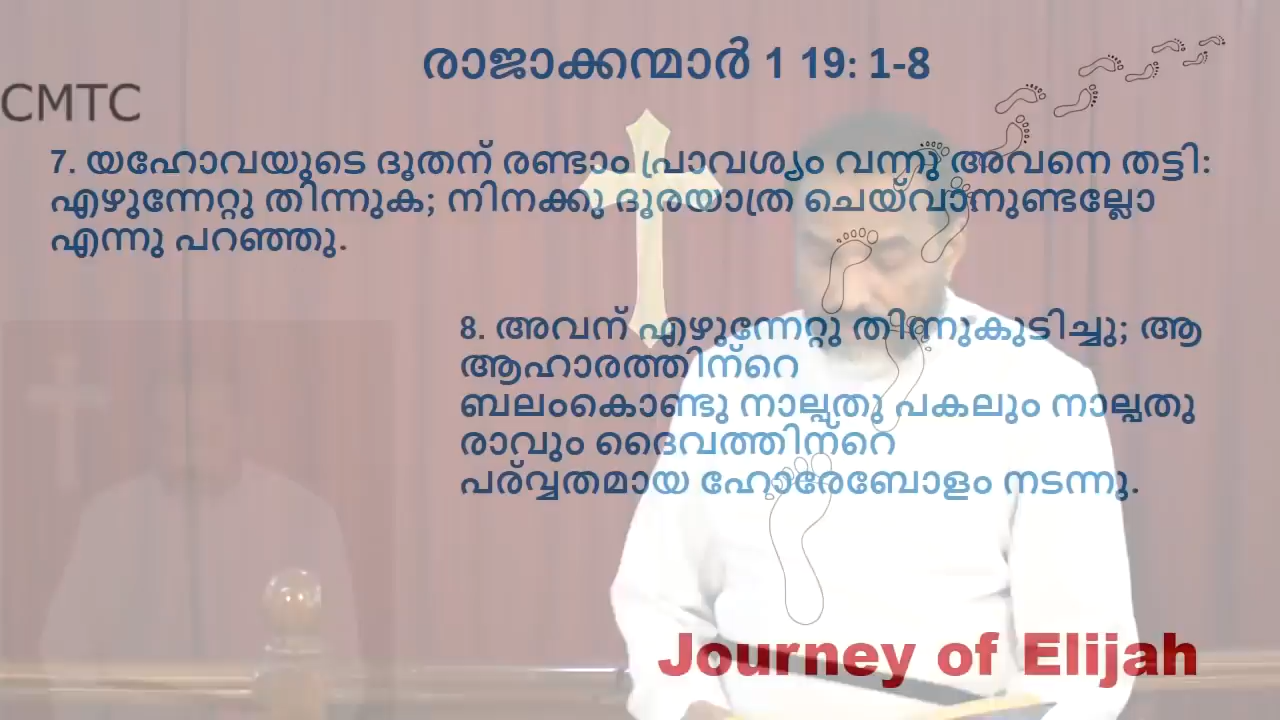 രാജാക്കന്മാർ 1 19: 1-8
CMTC
7. യഹോവയുടെ ദൂതന് രണ്ടാം പ്രാവശ്യം വന്നു അവനെ തട്ടി:
എഴുന്നേറ്റു തിന്നുക; നിനക്കു ദൂരയാത്ര ചെയ്‌വാനുണ്ടല്ലോ
എന്നു പറഞ്ഞു.
8. അവന് എഴുന്നേറ്റു തിന്നുകുടിച്ചു; ആ
ആഹാരത്തിന്റെ
ബലംകൊണ്ടു നാല്പതു പകലും നാല്പതു
രാവും ദൈവത്തിന്റെ
പര്വ്വതമായ ഹോരേബോളം നടന്നു.
Journey of Elijah